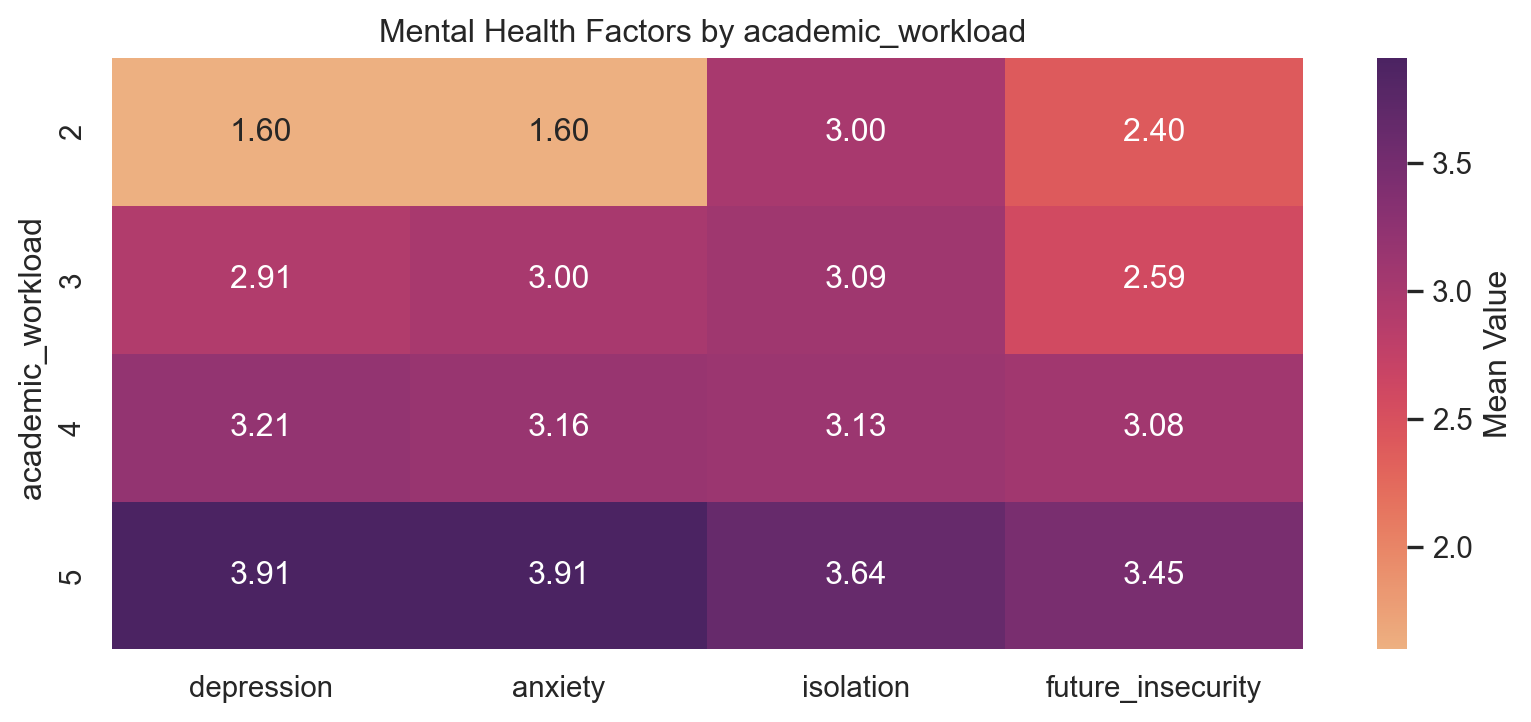 Mental Health Factors by academic_workload
academic_workload
2
1.60 1.60 3.00 2.40
3
2.91 3.00 3.09 2.59
4
3.21 3.16 3.13 3.08
5
3.91 3.91 3.64 3.45
depression anxiety isolation future_insecurity
3.5
3.0
2.5
2.0
Mean Value